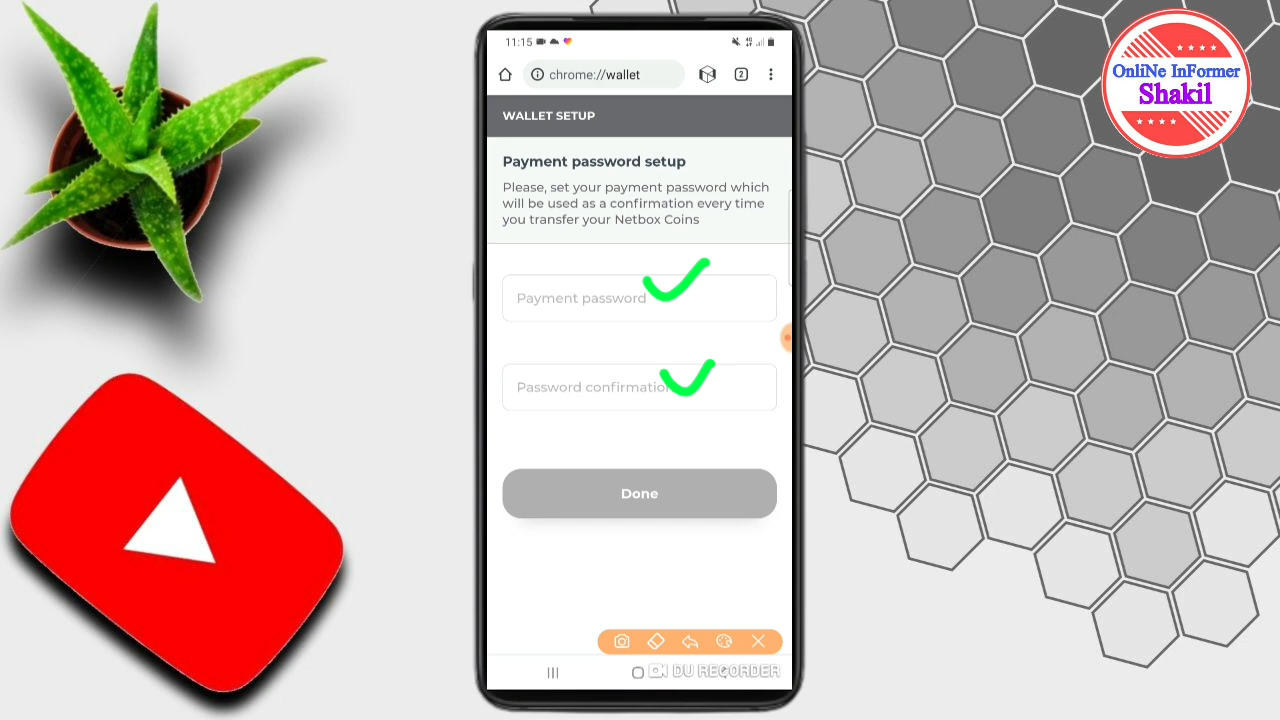 11:15
chrome://wallet
2
WALLET SETUP
Payment password setup
Please, set your payment password which
will be used as a confirmation every time
you transfer your Netbox Coins
Payment password
Password confirmation
Done
DU RECORDER
OnliNe InFormer
Shakil